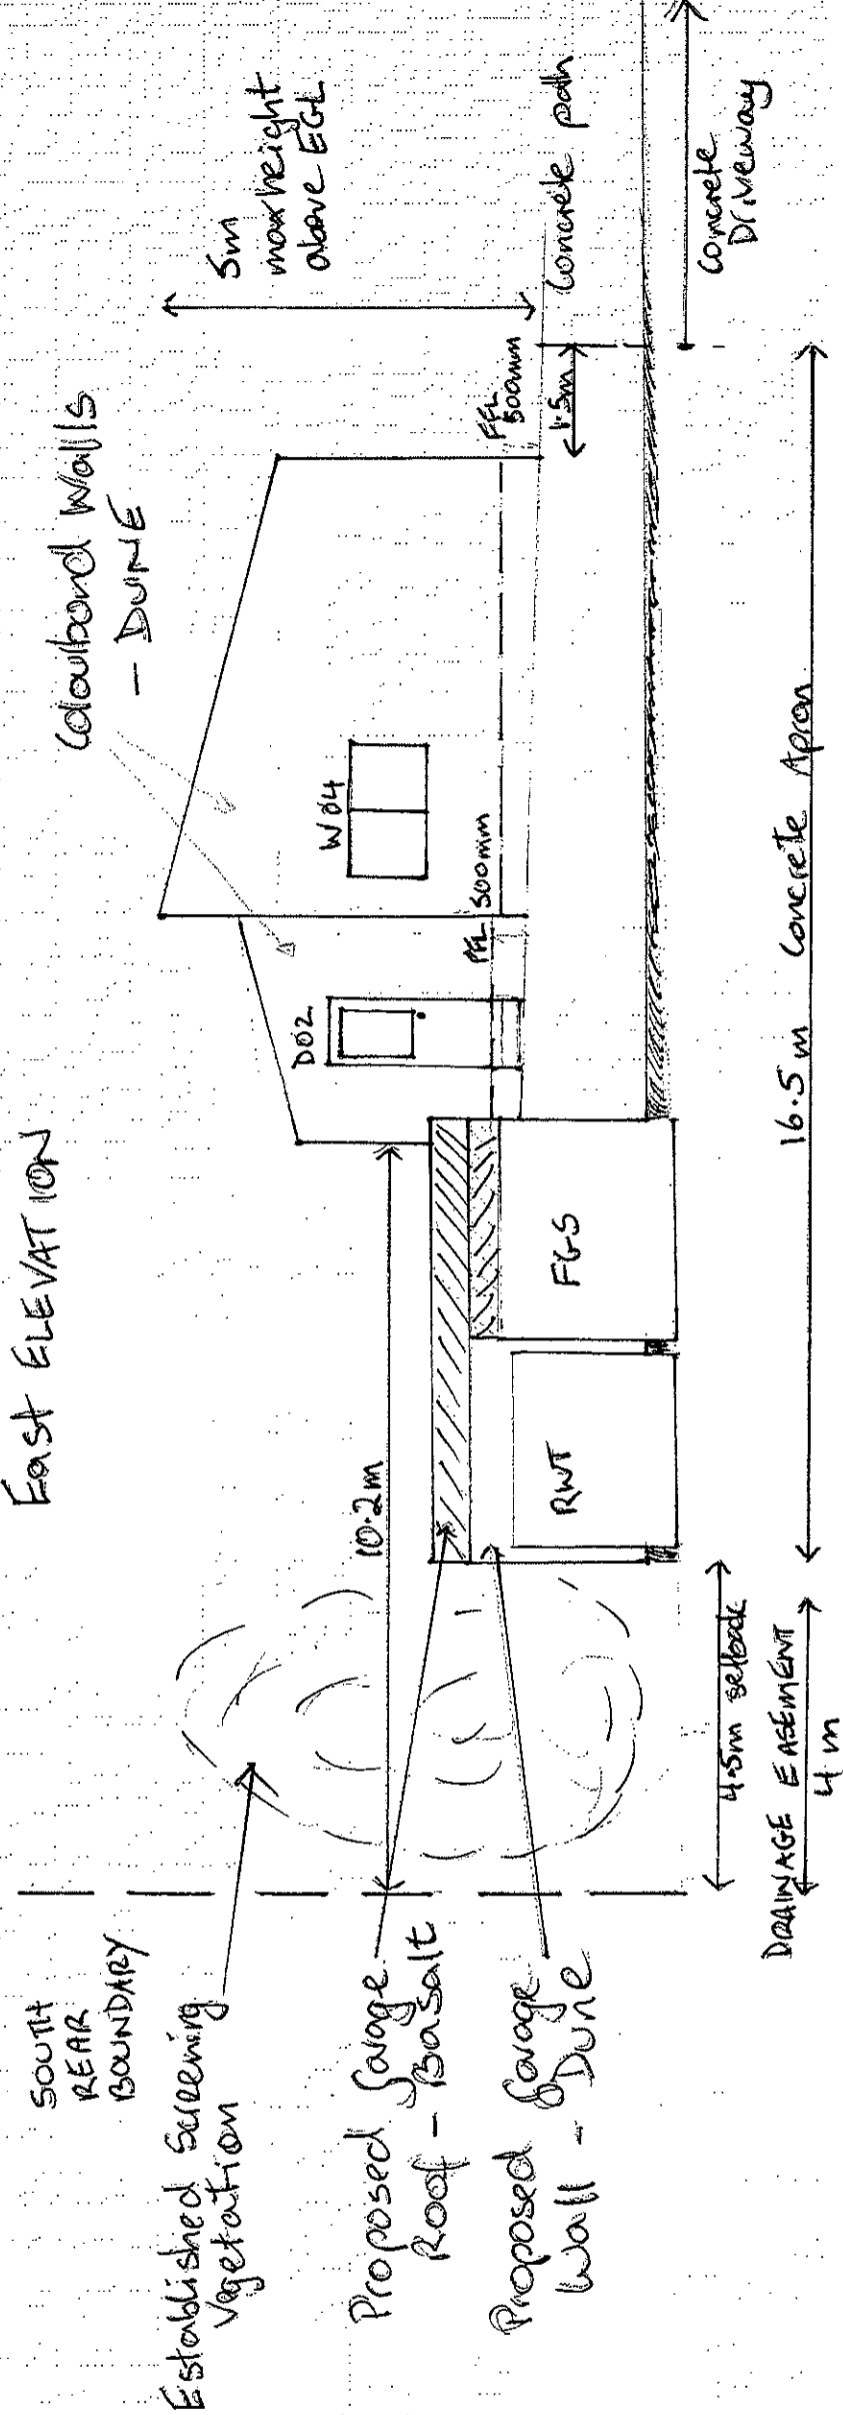 EAST ELEVATION
SOUTH
REAR
BOUNDARY
Established Screening
Vegetation
Proposed Garage
Roof - Basalt
Proposed Garage
Wall - Dune
Colourbond Walls
- DUNE
5m
max height
above EGL
10.2m
D02
W04
FFL 500mm
FFL
500mm
1.5m
Concrete path
RWT
FGS
4.5m setback
DRAINAGE EASEMENT
4m
16.5m Concrete Apron
Concrete
Driveway